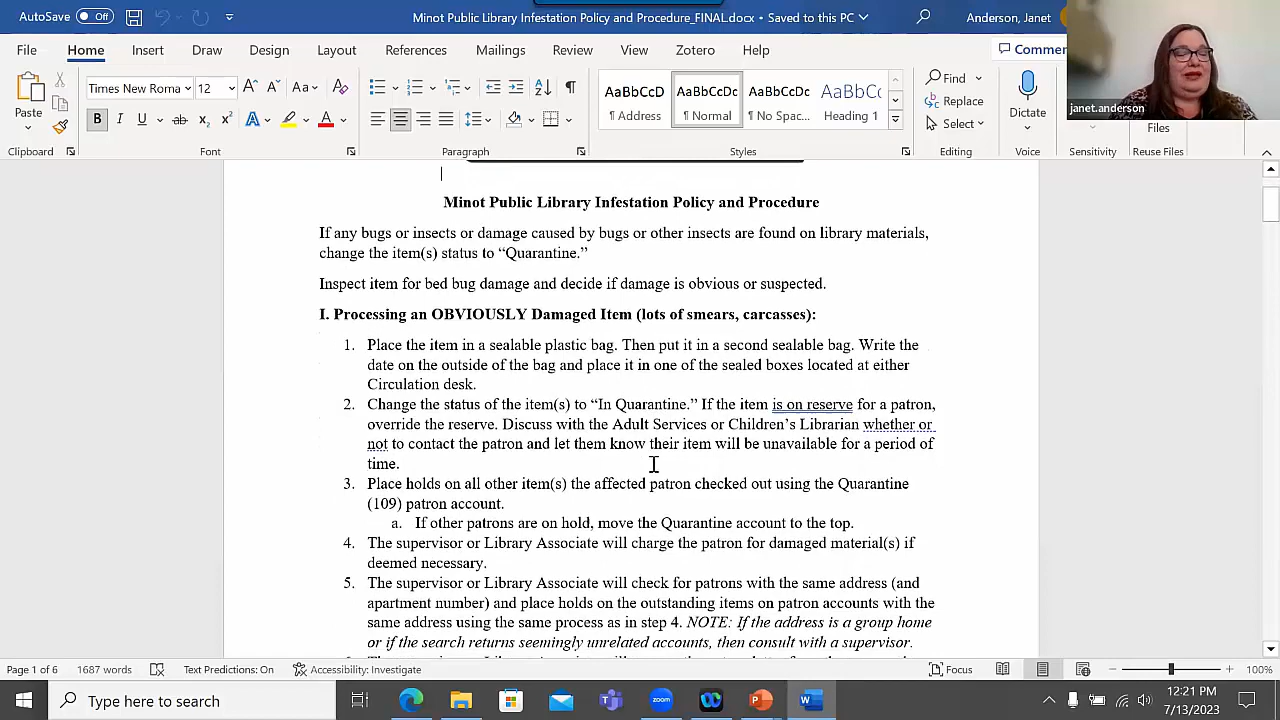 AutoSave Off Minot Public Library Infestation Policy and Procedure_FINAL.docx • Saved to this PC Anderson, Janet
File Home Insert Draw Design Layout References Mailings Review View Zotero Help
Paste
Times New Roma 12 Aa
B I U ab x₂ x² A A
AaBbCcD AaBbCcDc AaBbCcDc AaBbCc
¶ Address ¶ Normal ¶ No Spac... Heading 1
Find
Replace
Select
Dictate
janet.anderson
Files
Clipboard Font Paragraph Styles Editing Voice Sensitivity Reuse Files
Minot Public Library Infestation Policy and Procedure
If any bugs or insects or damage caused by bugs or other insects are found on library materials,
change the item(s) status to “Quarantine.”
Inspect item for bed bug damage and decide if damage is obvious or suspected.
I. Processing an OBVIOUSLY Damaged Item (lots of smears, carcasses):
1. Place the item in a sealable plastic bag. Then put it in a second sealable bag. Write the
date on the outside of the bag and place it in one of the sealed boxes located at either
Circulation desk.
2. Change the status of the item(s) to “In Quarantine.” If the item is on reserve for a patron,
override the reserve. Discuss with the Adult Services or Children’s Librarian whether or
not to contact the patron and let them know their item will be unavailable for a period of
time.
3. Place holds on all other item(s) the affected patron checked out using the Quarantine
(109) patron account.
a. If other patrons are on hold, move the Quarantine account to the top.
4. The supervisor or Library Associate will charge the patron for damaged material(s) if
deemed necessary.
5. The supervisor or Library Associate will check for patrons with the same address (and
apartment number) and place holds on the outstanding items on patron accounts with the
same address using the same process as in step 4. NOTE: If the address is a group home
or if the search returns seemingly unrelated accounts, then consult with a supervisor.
Page 1 of 6 1687 words Text Predictions: On Accessibility: Investigate Focus 100%
Type here to search
zoom
12:21 PM
7/13/2023